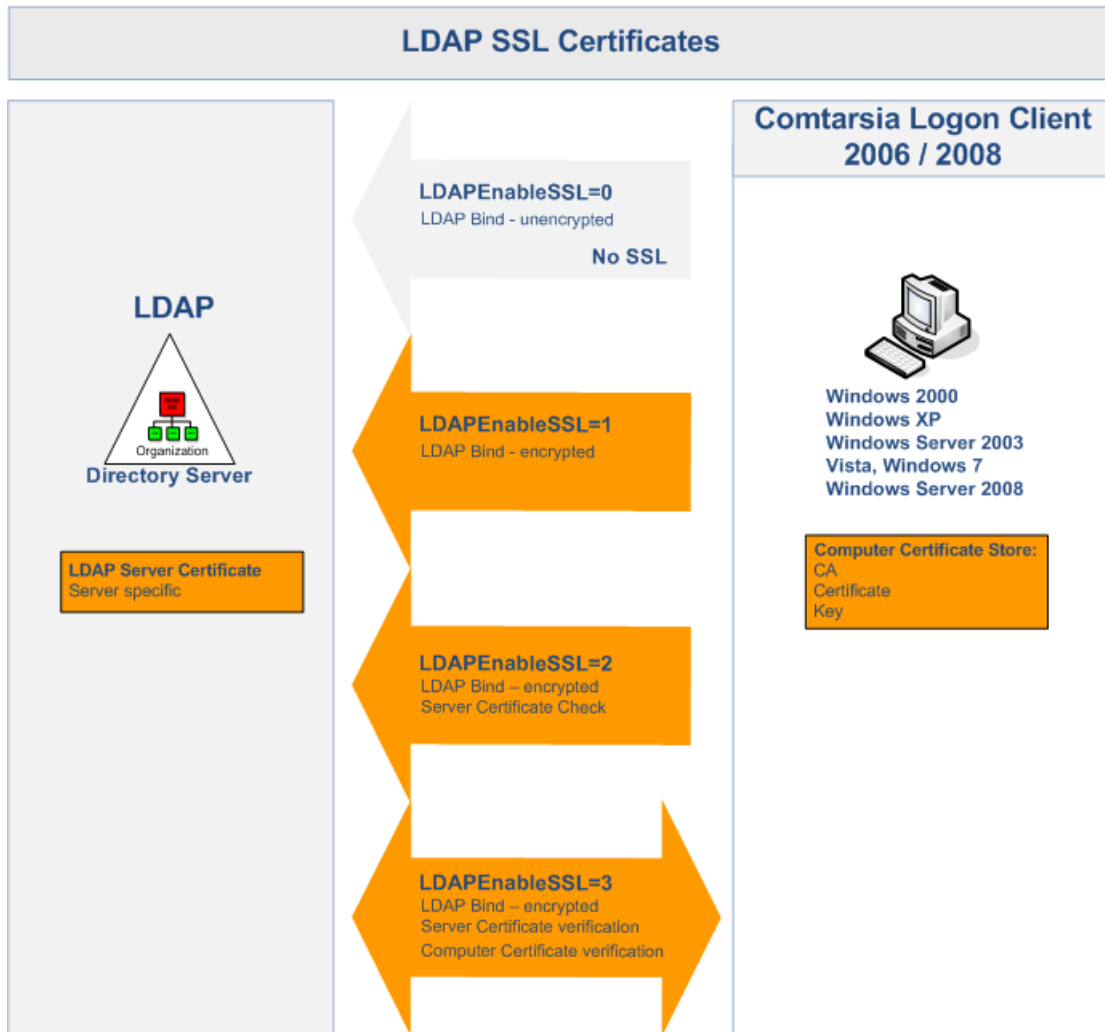 LDAP SSL Certificates
Comtarsia Logon Client
2006 / 2008
LDAPEnableSSL=0
LDAP Bind - unencrypted
No SSL
LDAP
Organization
Directory Server
LDAPEnableSSL=1
LDAP Bind - encrypted
Windows 2000
Windows XP
Windows Server 2003
Vista, Windows 7
Windows Server 2008
LDAP Server Certificate
Server specific
Computer Certificate Store:
CA
Certificate
Key
LDAPEnableSSL=2
LDAP Bind – encrypted
Server Certificate Check
LDAPEnableSSL=3
LDAP Bind – encrypted
Server Certificate verification
Computer Certificate verification